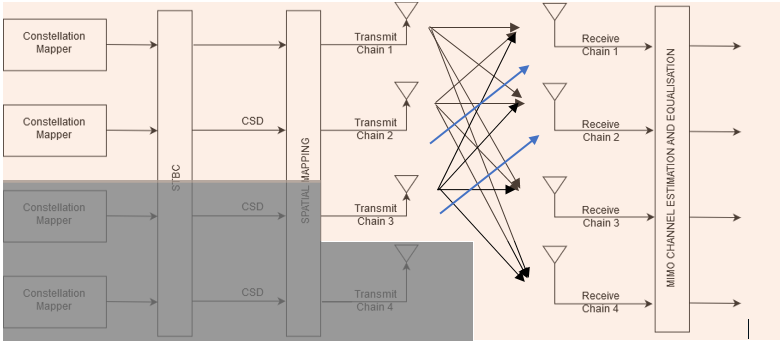 Constellation
Mapper
Constellation
Mapper
Constellation
Mapper
Constellation
Mapper
STBC
CSD
CSD
CSD
SPATIAL MAPPING
Transmit
Chain 1
Transmit
Chain 2
Transmit
Chain 3
Transmit
Chain 4
Receive
Chain 1
Receive
Chain 2
Receive
Chain 3
Receive
Chain 4
MIMO CHANNEL ESTIMATION AND EQUALISATION